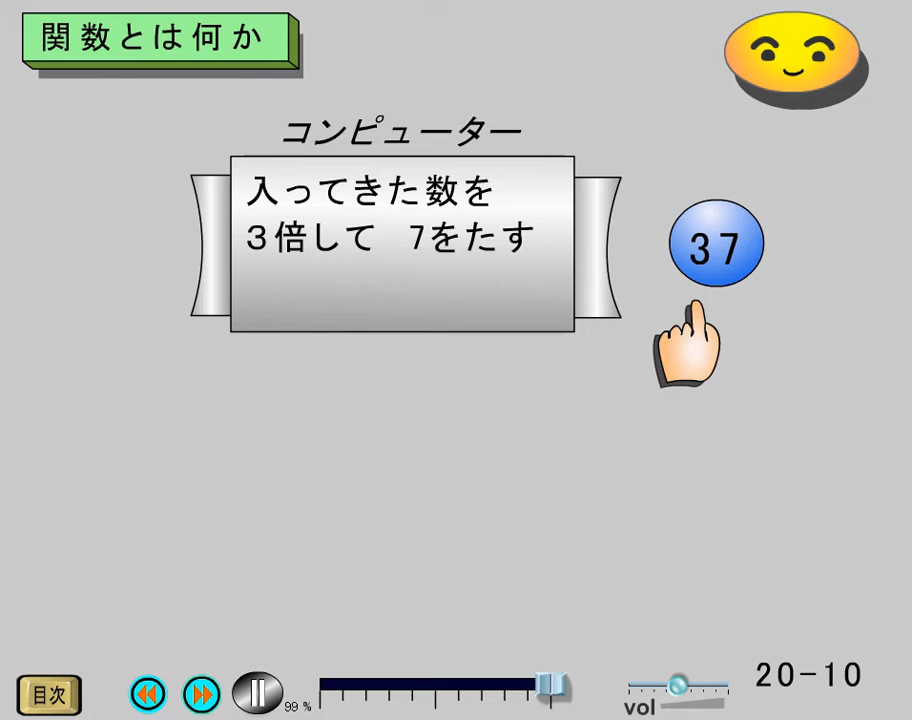 関数とは何か
コンピューター
入ってきた数を
3倍して 7をたす
37
目次
99 %
vol
20-10